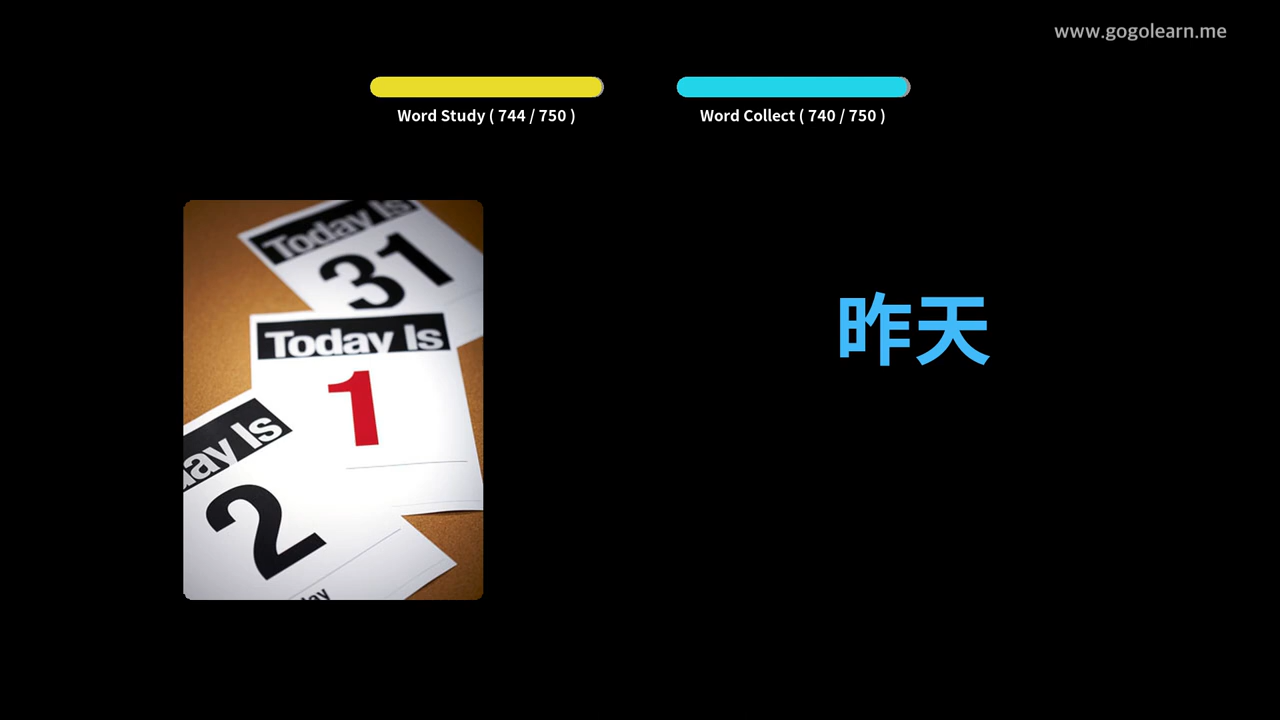 www.gogolearn.me
Word Study ( 744 / 750 )
Word Collect ( 740 / 750 )
Today Is
31
Today Is
1
昨天
ay Is
2